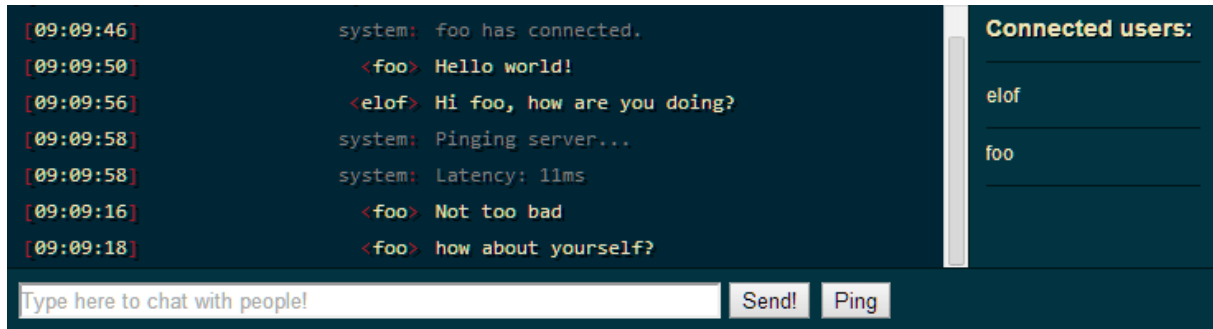 [09:09:46] system: foo has connected.
[09:09:50] <foo> Hello world!
[09:09:56] <elof> Hi foo, how are you doing?
[09:09:58] system: Pinging server...
[09:09:58] system: Latency: 11ms
[09:09:16] <foo> Not too bad
[09:09:18] <foo> how about yourself?
Type here to chat with people! Send! Ping
Connected users:
elof
foo